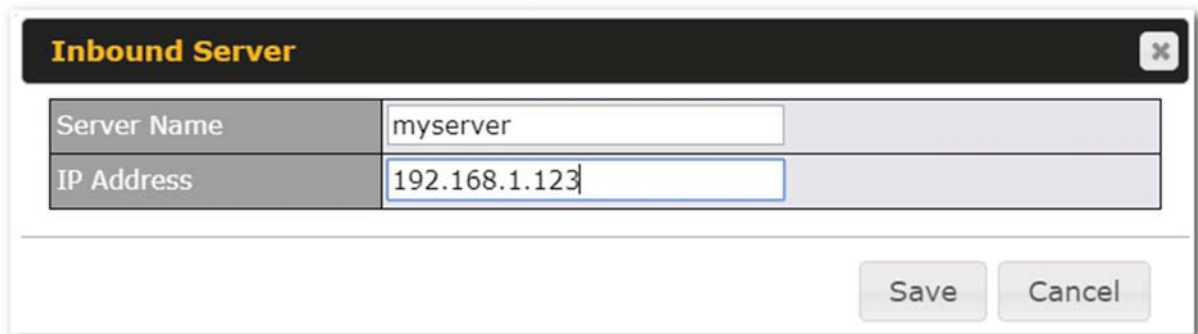 Inbound Server
Server Name myserver
IP Address 192.168.1.123
Save Cancel